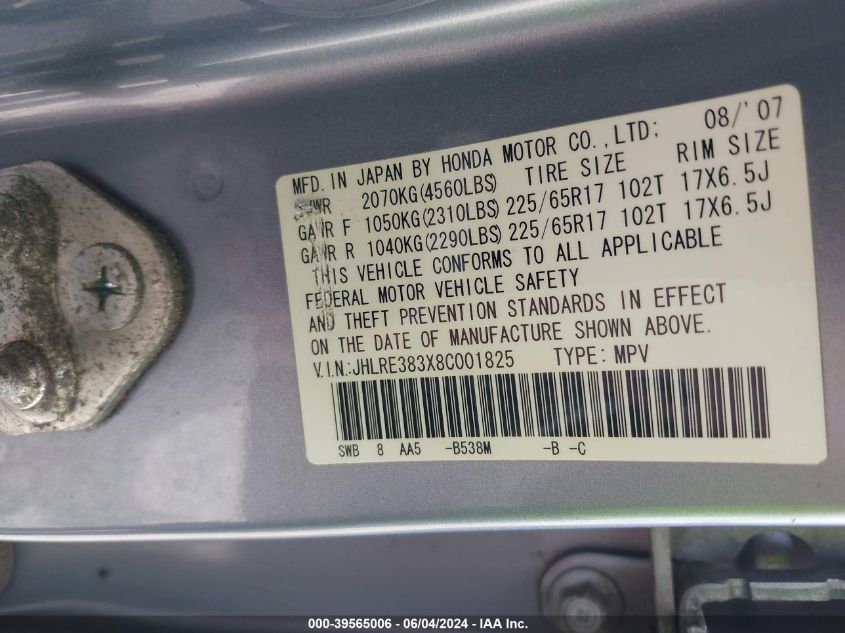 MFD. IN JAPAN BY HONDA MOTOR CO.,LTD; 08/'07
GVWR 2070KG(4560LBS) TIRE SIZE RIM SIZE
GAWR F 1050KG(2310LBS) 225/65R17 102T 17X6.5J
GAWR R 1040KG(2290LBS) 225/65R17 102T 17X6.5J
THIS VEHICLE CONFORMS TO ALL APPLICABLE
FEDERAL MOTOR VEHICLE SAFETY
AND THEFT PREVENTION STANDARDS IN EFFECT
ON THE DATE OF MANUFACTURE SHOWN ABOVE.
V.I.N.:JHLRE383X8C001825 TYPE: MPV
SWB 8 AA5 -B538M -B -C
000-39565006 - 06/04/2024 - IAA Inc.